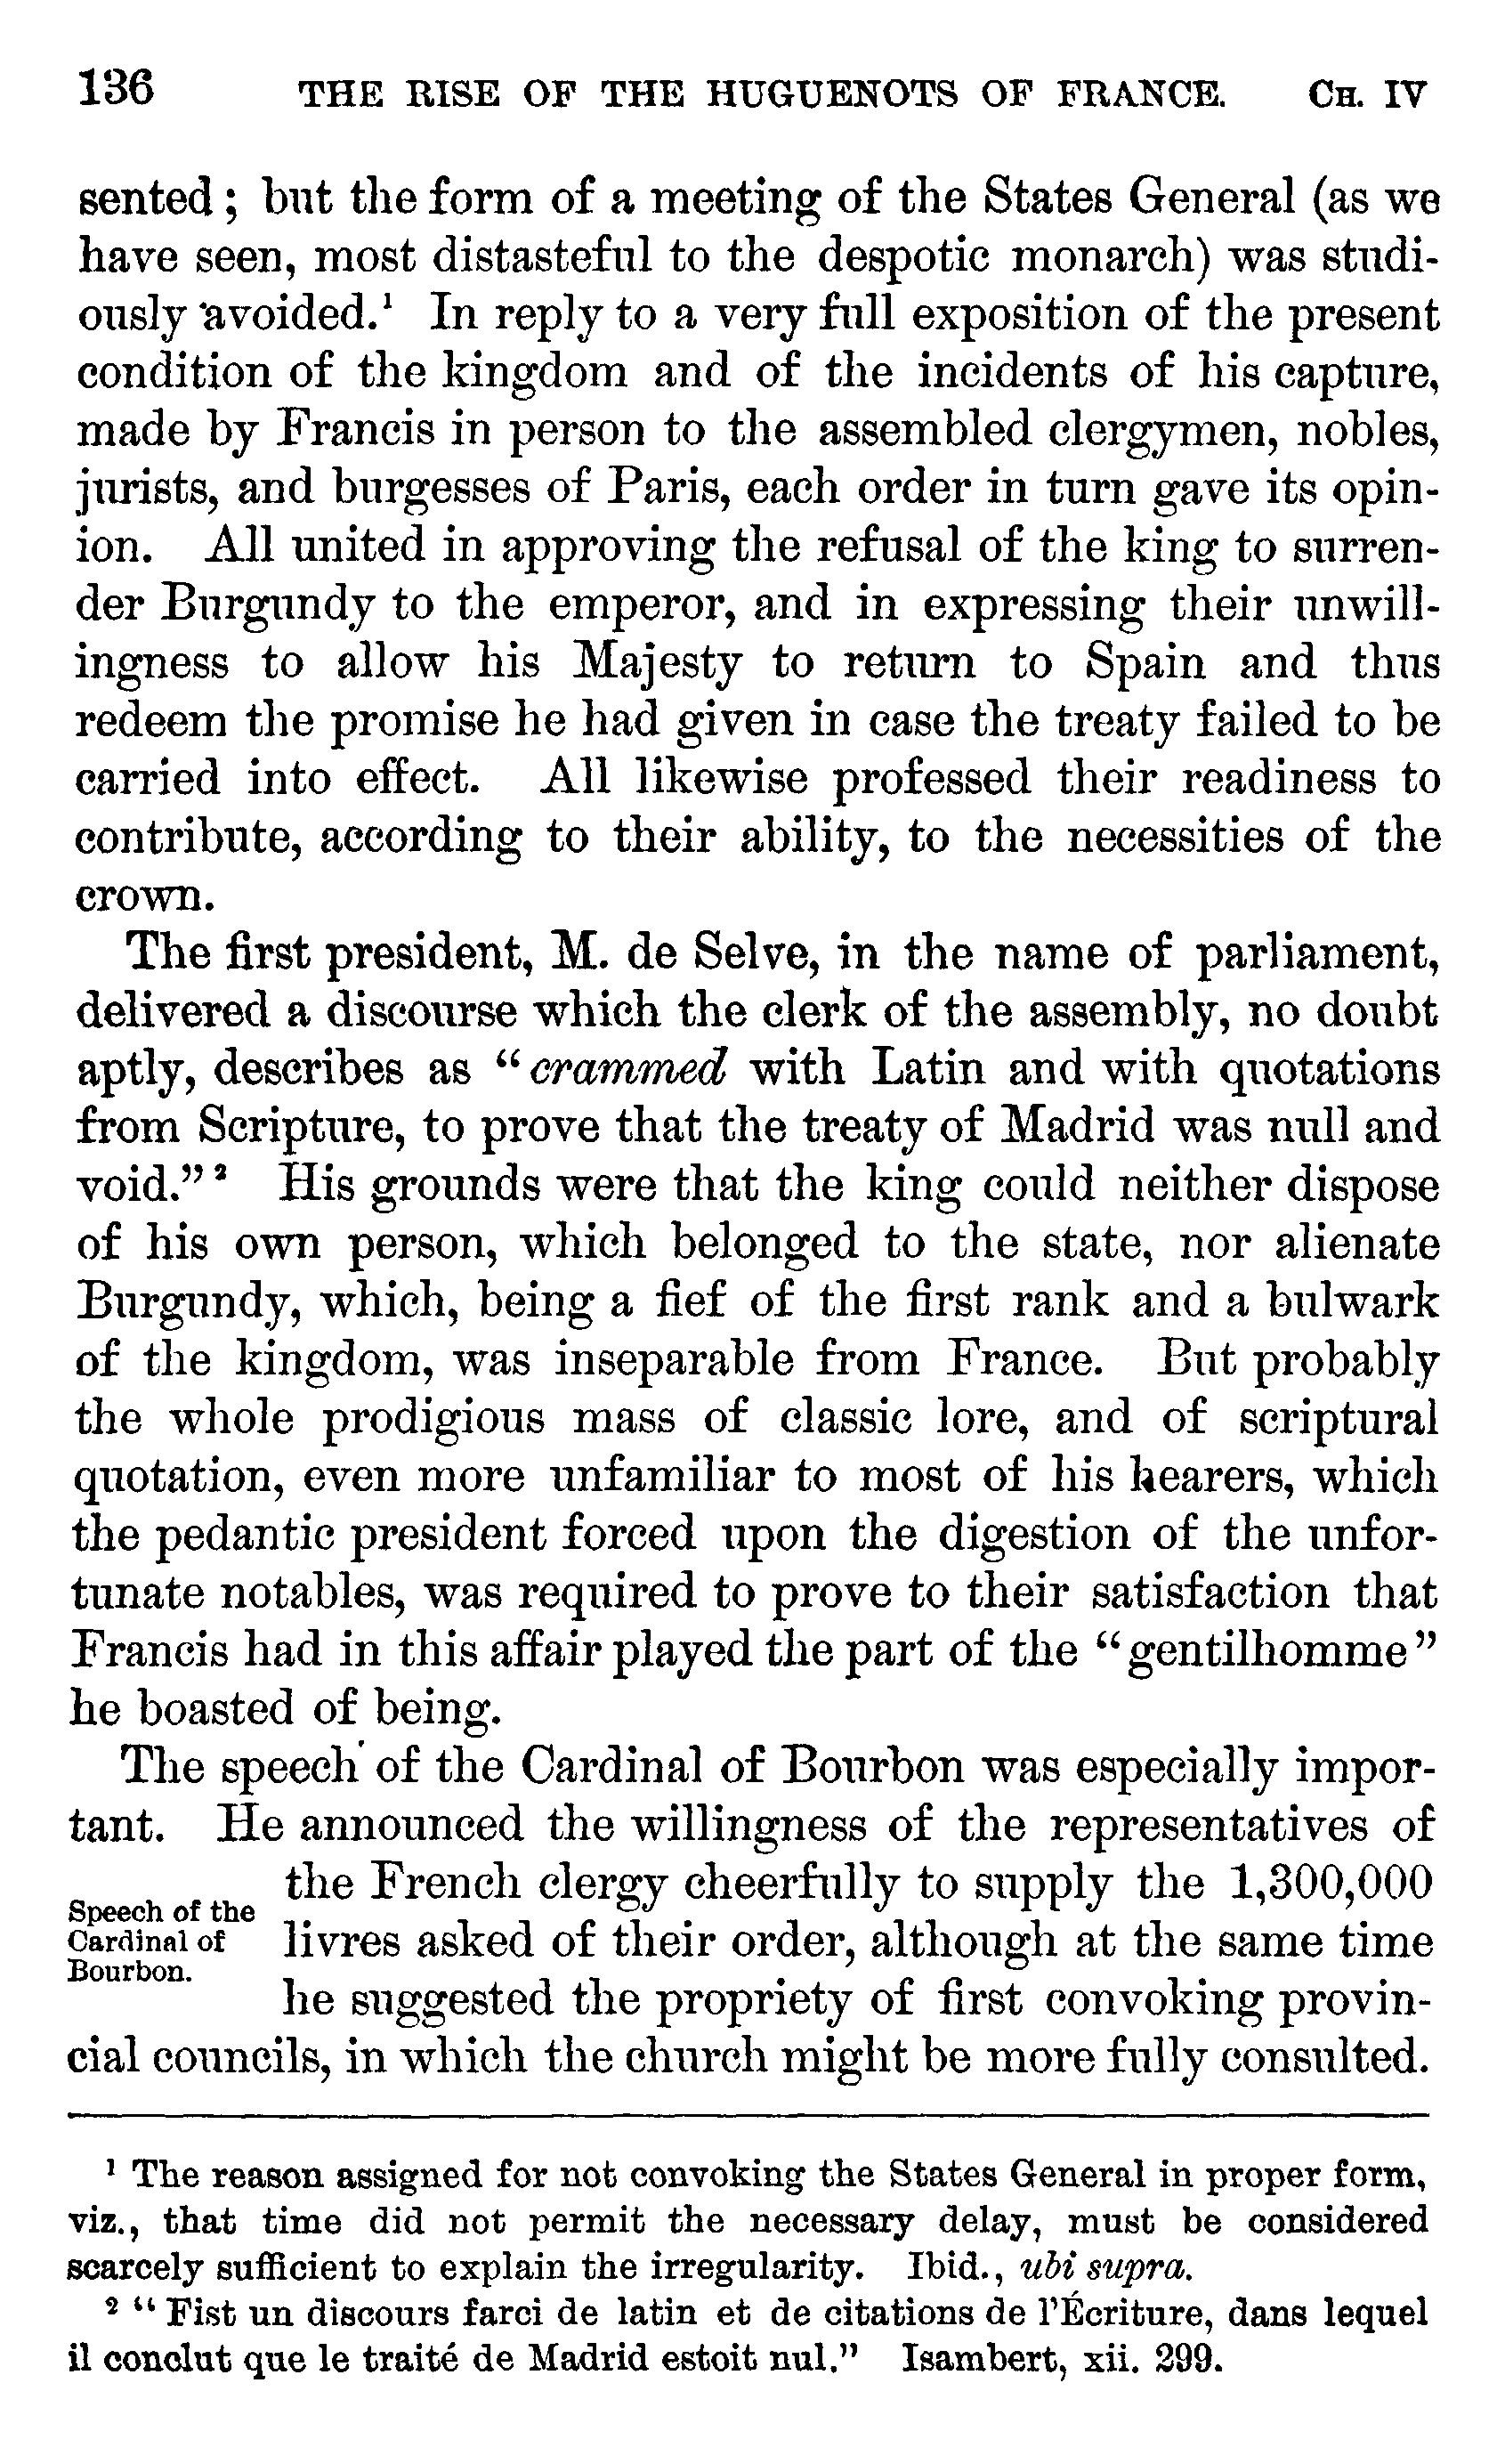 136 THE RISE OF THE HUGUENOTS OF FRANCE. CH. IV
sented; but the form of a meeting of the States General (as we
have seen, most distasteful to the despotic monarch) was studi-
ously avoided.¹ In reply to a very full exposition of the present
condition of the kingdom and of the incidents of his capture,
made by Francis in person to the assembled clergymen, nobles,
jurists, and burgesses of Paris, each order in turn gave its opin-
ion. All united in approving the refusal of the king to surren-
der Burgundy to the emperor, and in expressing their unwill-
ingness to allow his Majesty to return to Spain and thus
redeem the promise he had given in case the treaty failed to be
carried into effect. All likewise professed their readiness to
contribute, according to their ability, to the necessities of the
crown.
The first president, M. de Selve, in the name of parliament,
delivered a discourse which the clerk of the assembly, no doubt
aptly, describes as "crammed with Latin and with quotations
from Scripture, to prove that the treaty of Madrid was null and
void."² His grounds were that the king could neither dispose
of his own person, which belonged to the state, nor alienate
Burgundy, which, being a fief of the first rank and a bulwark
of the kingdom, was inseparable from France. But probably
the whole prodigious mass of classic lore, and of scriptural
quotation, even more unfamiliar to most of his hearers, which
the pedantic president forced upon the digestion of the unfor-
tunate notables, was required to prove to their satisfaction that
Francis had in this affair played the part of the "gentilhomme"
he boasted of being.
The speech of the Cardinal of Bourbon was especially impor-
tant. He announced the willingness of the representatives of
the French clergy cheerfully to supply the 1,300,000
Speech of the
Cardinal of
Bourbon.
livres asked of their order, although at the same time
he suggested the propriety of first convoking provin-
cial councils, in which the church might be more fully consulted.
¹ The reason assigned for not convoking the States General in proper form,
viz., that time did not permit the necessary delay, must be considered
scarcely sufficient to explain the irregularity. Ibid., ubi supra.
² "Fist un discours farci de latin et de citations de l'Écriture, dans lequel
il conclut que le traité de Madrid estoit nul." Isambert, xii. 299.